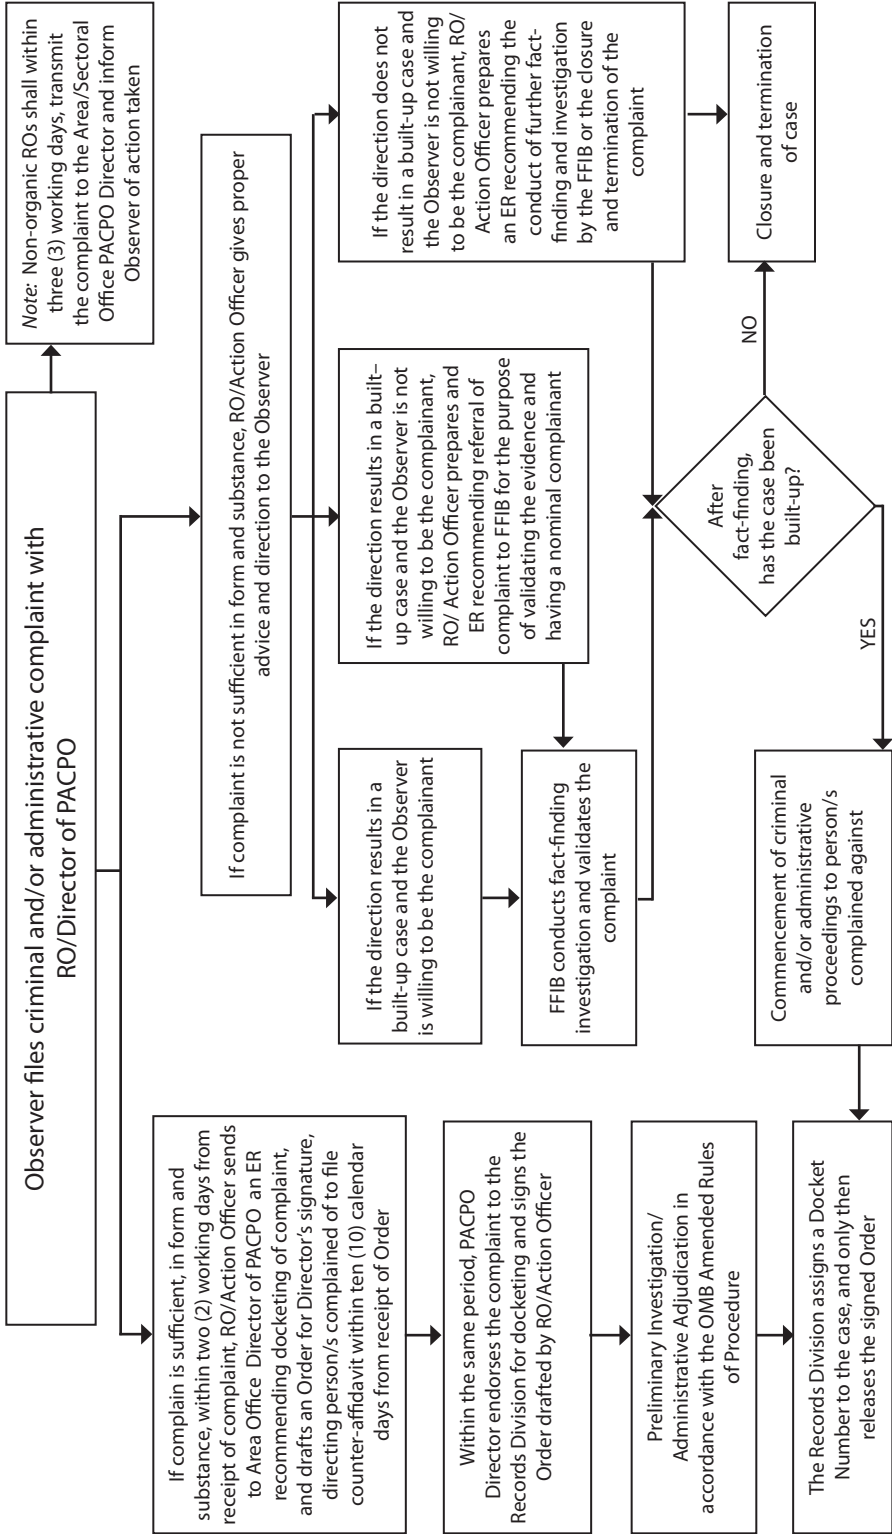 Observer files criminal and/or administrative complaint with
RO/Director of PACPO
Note: Non-organic ROs shall within
three (3) working days, transmit
the complaint to the Area/Sectoral
Office PACPO Director and inform
Observer of action taken
If complain is sufficient, in form and
substance, within two (2) working days from
receipt of complaint, RO/Action Officer sends
to Area Office Director of PACPO an ER
recommending docketing of complaint,
and drafts an Order for Director's signature,
directing person/s complained of to file
counter-affidavit within ten (10) calendar
days from receipt of Order
Within the same period, PACPO
Director endorses the complaint to the
Records Division for docketing and signs the
Order drafted by RO/Action Officer
Preliminary Investigation/
Administrative Adjudication in
accordance with the OMB Amended Rules
of Procedure
The Records Division assigns a Docket
Number to the case, and only then
releases the signed Order
If complaint is not sufficient in form and substance, RO/Action Officer gives proper
advice and direction to the Observer
If the direction results in a
built-up case and the Observer
is willing to be the complainant
FFIB conducts fact-finding
investigation and validates the
complaint
If the direction results in a built–
up case and the Observer is not
willing to be the complainant,
RO/ Action Officer prepares and
ER recommending referral of
complaint to FFIB for the purpose
of validating the evidence and
having a nominal complainant
If the direction does not
result in a built-up case and
the Observer is not willing
to be the complainant, RO/
Action Officer prepares
an ER recommending the
conduct of further fact-
finding and investigation
by the FFIB or the closure
and termination of the
complaint
After
fact-finding,
has the case been
built-up?
NO
Closure and termination
of case
YES
Commencement of criminal
and/or administrative
proceedings to person/s
complained against